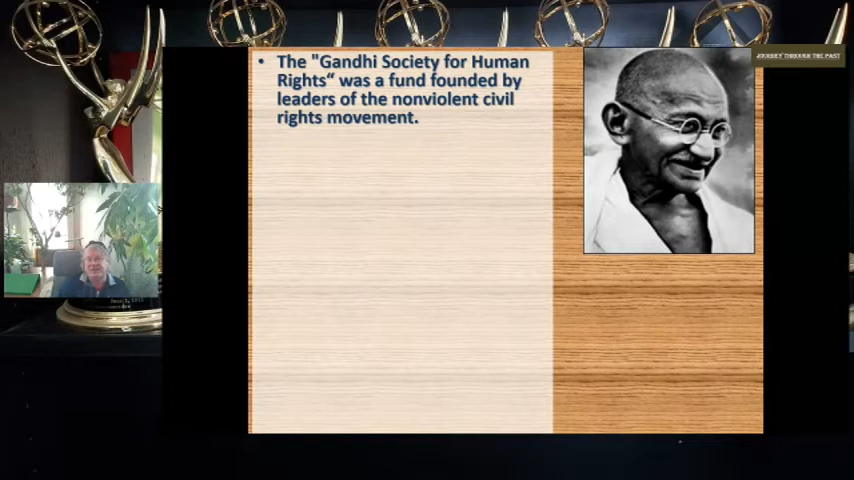 JOURNEY THROUGH THE PAST
• The "Gandhi Society for Human
Rights“ was a fund founded by
leaders of the nonviolent civil
rights movement.